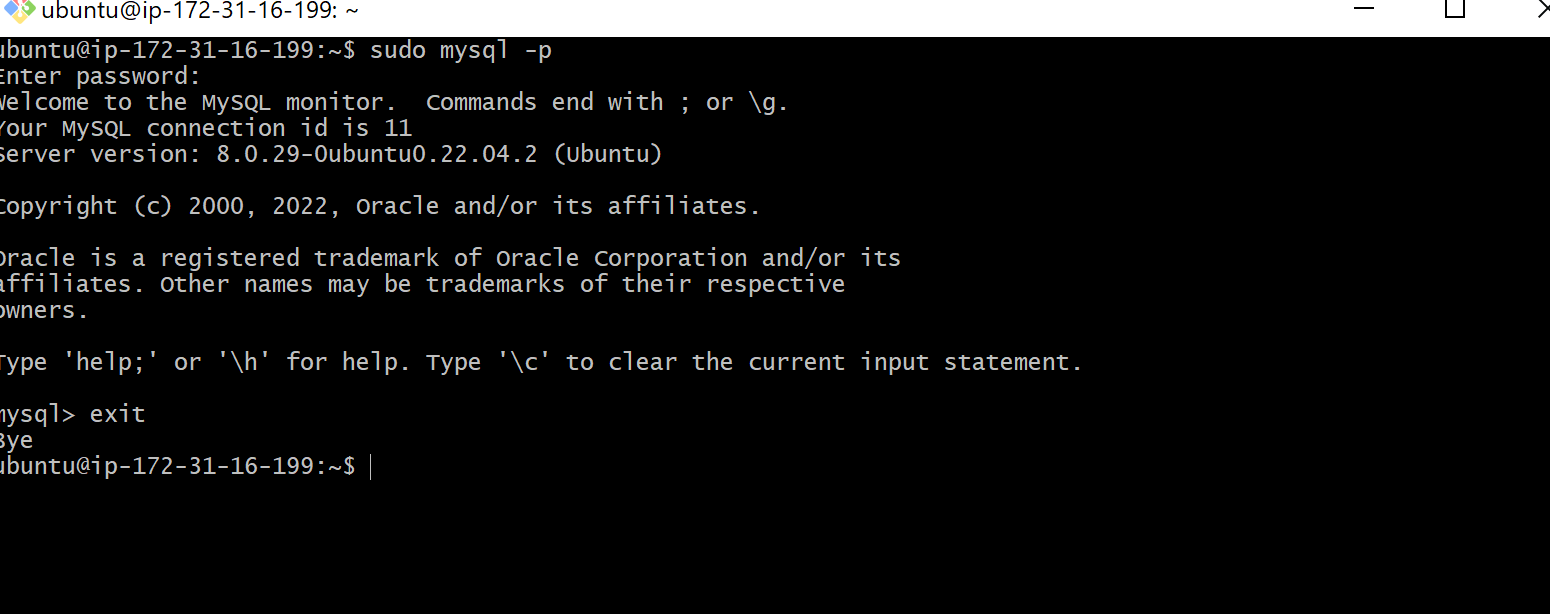 ubuntu@ip-172-31-16-199: ~
ubuntu@ip-172-31-16-199:~$ sudo mysql -p
Enter password:
Welcome to the MySQL monitor.  Commands end with ; or \g.
Your MySQL connection id is 11
Server version: 8.0.29-0ubuntu0.22.04.2 (Ubuntu)

Copyright (c) 2000, 2022, Oracle and/or its affiliates.

Oracle is a registered trademark of Oracle Corporation and/or its
affiliates. Other names may be trademarks of their respective
owners.

Type 'help;' or '\h' for help. Type '\c' to clear the current input statement.

mysql> exit
Bye
ubuntu@ip-172-31-16-199:~$